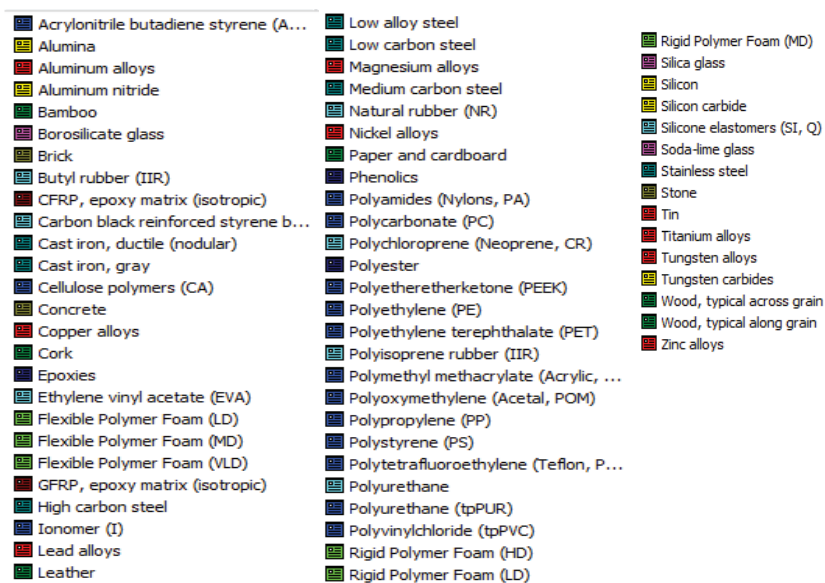 Acrylonitrile butadiene styrene (A...
Alumina
Aluminum alloys
Aluminum nitride
Bamboo
Borosilicate glass
Brick
Butyl rubber (IIR)
CFRP, epoxy matrix (isotropic)
Carbon black reinforced styrene b...
Cast iron, ductile (nodular)
Cast iron, gray
Cellulose polymers (CA)
Concrete
Copper alloys
Cork
Epoxies
Ethylene vinyl acetate (EVA)
Flexible Polymer Foam (LD)
Flexible Polymer Foam (MD)
Flexible Polymer Foam (VLD)
GFRP, epoxy matrix (isotropic)
High carbon steel
Ionomer (I)
Lead alloys
Leather
Low alloy steel
Low carbon steel
Magnesium alloys
Medium carbon steel
Natural rubber (NR)
Nickel alloys
Paper and cardboard
Phenolics
Polyamides (Nylons, PA)
Polycarbonate (PC)
Polychloroprene (Neoprene, CR)
Polyester
Polyetheretherketone (PEEK)
Polyethylene (PE)
Polyethylene terephthalate (PET)
Polyisoprene rubber (IIR)
Polymethyl methacrylate (Acrylic, ...
Polyoxymethylene (Acetal, POM)
Polypropylene (PP)
Polystyrene (PS)
Polytetrafluoroethylene (Teflon, P...
Polyurethane
Polyurethane (tpPUR)
Polyvinylchloride (tpPVC)
Rigid Polymer Foam (HD)
Rigid Polymer Foam (LD)
Rigid Polymer Foam (MD)
Silica glass
Silicon
Silicon carbide
Silicone elastomers (SI, Q)
Soda-lime glass
Stainless steel
Stone
Tin
Titanium alloys
Tungsten alloys
Tungsten carbides
Wood, typical across grain
Wood, typical along grain
Zinc alloys